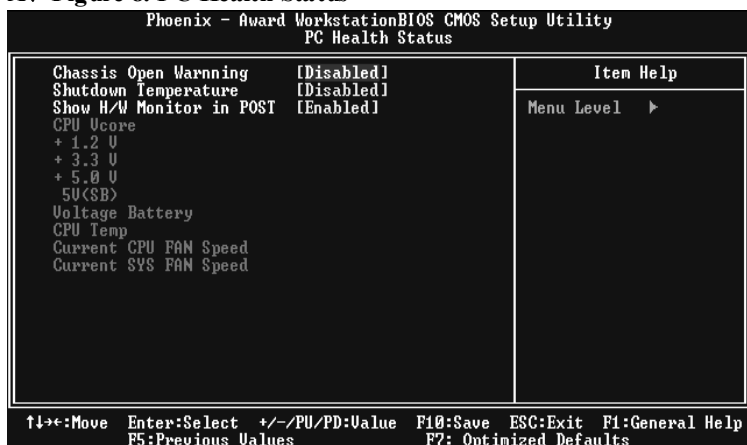 Phoenix - Award WorkstationBIOS CMOS Setup Utility
PC Health Status
Chassis Open Warnning [Disabled]
Shutdown Temperature [Disabled]
Show H/W Monitor in POST [Enabled]
CPU Vcore
+ 1.2 V
+ 3.3 V
+ 5.0 V
5V(SB)
Voltage Battery
CPU Temp
Current CPU FAN Speed
Current SYS FAN Speed
Item Help
Menu Level ▶
↑↓→←:Move Enter:Select +/-/PU/PD:Value F10:Save ESC:Exit F1:General Help
F5:Previous Values F7: Optimized Defaults